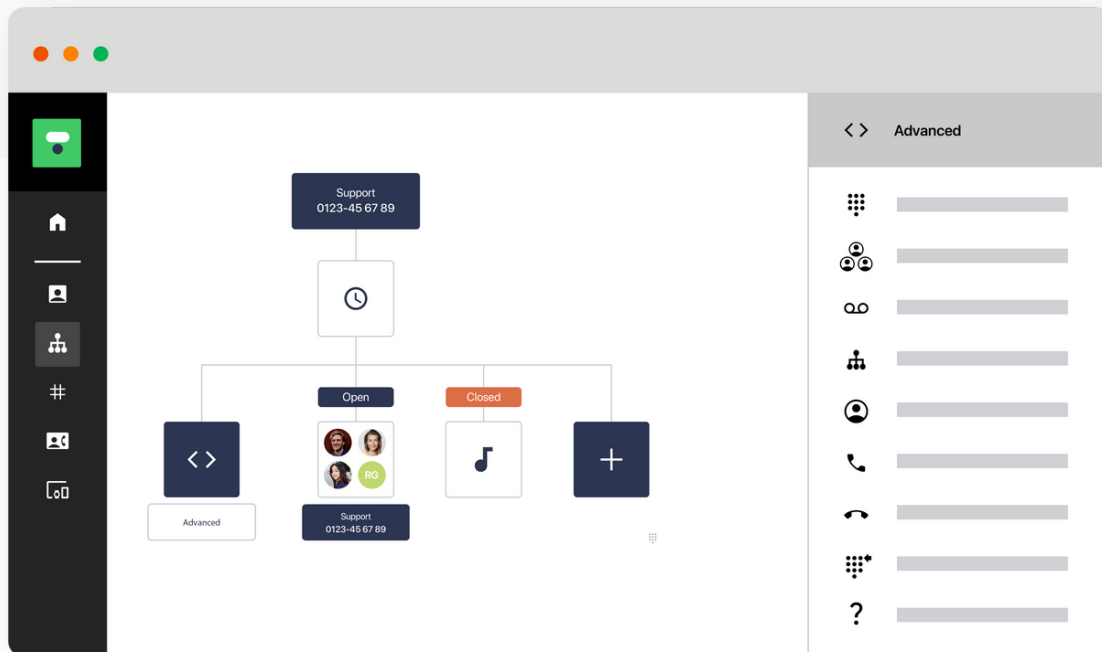 Advanced
Support
0123-45 67 89
Open
Closed
RG
Advanced
Support
0123-45 67 89